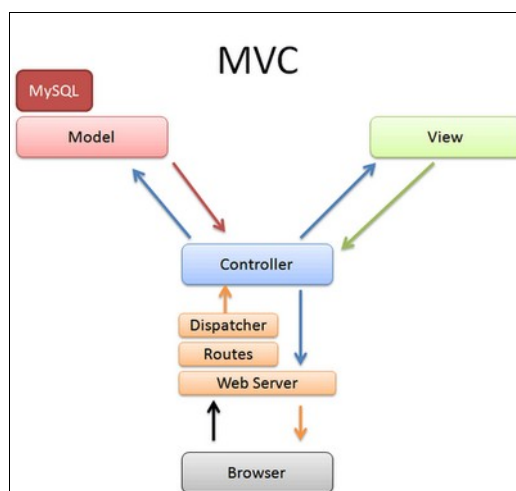 MVC
MySQL
Model
View
Controller
Dispatcher
Routes
Web Server
Browser